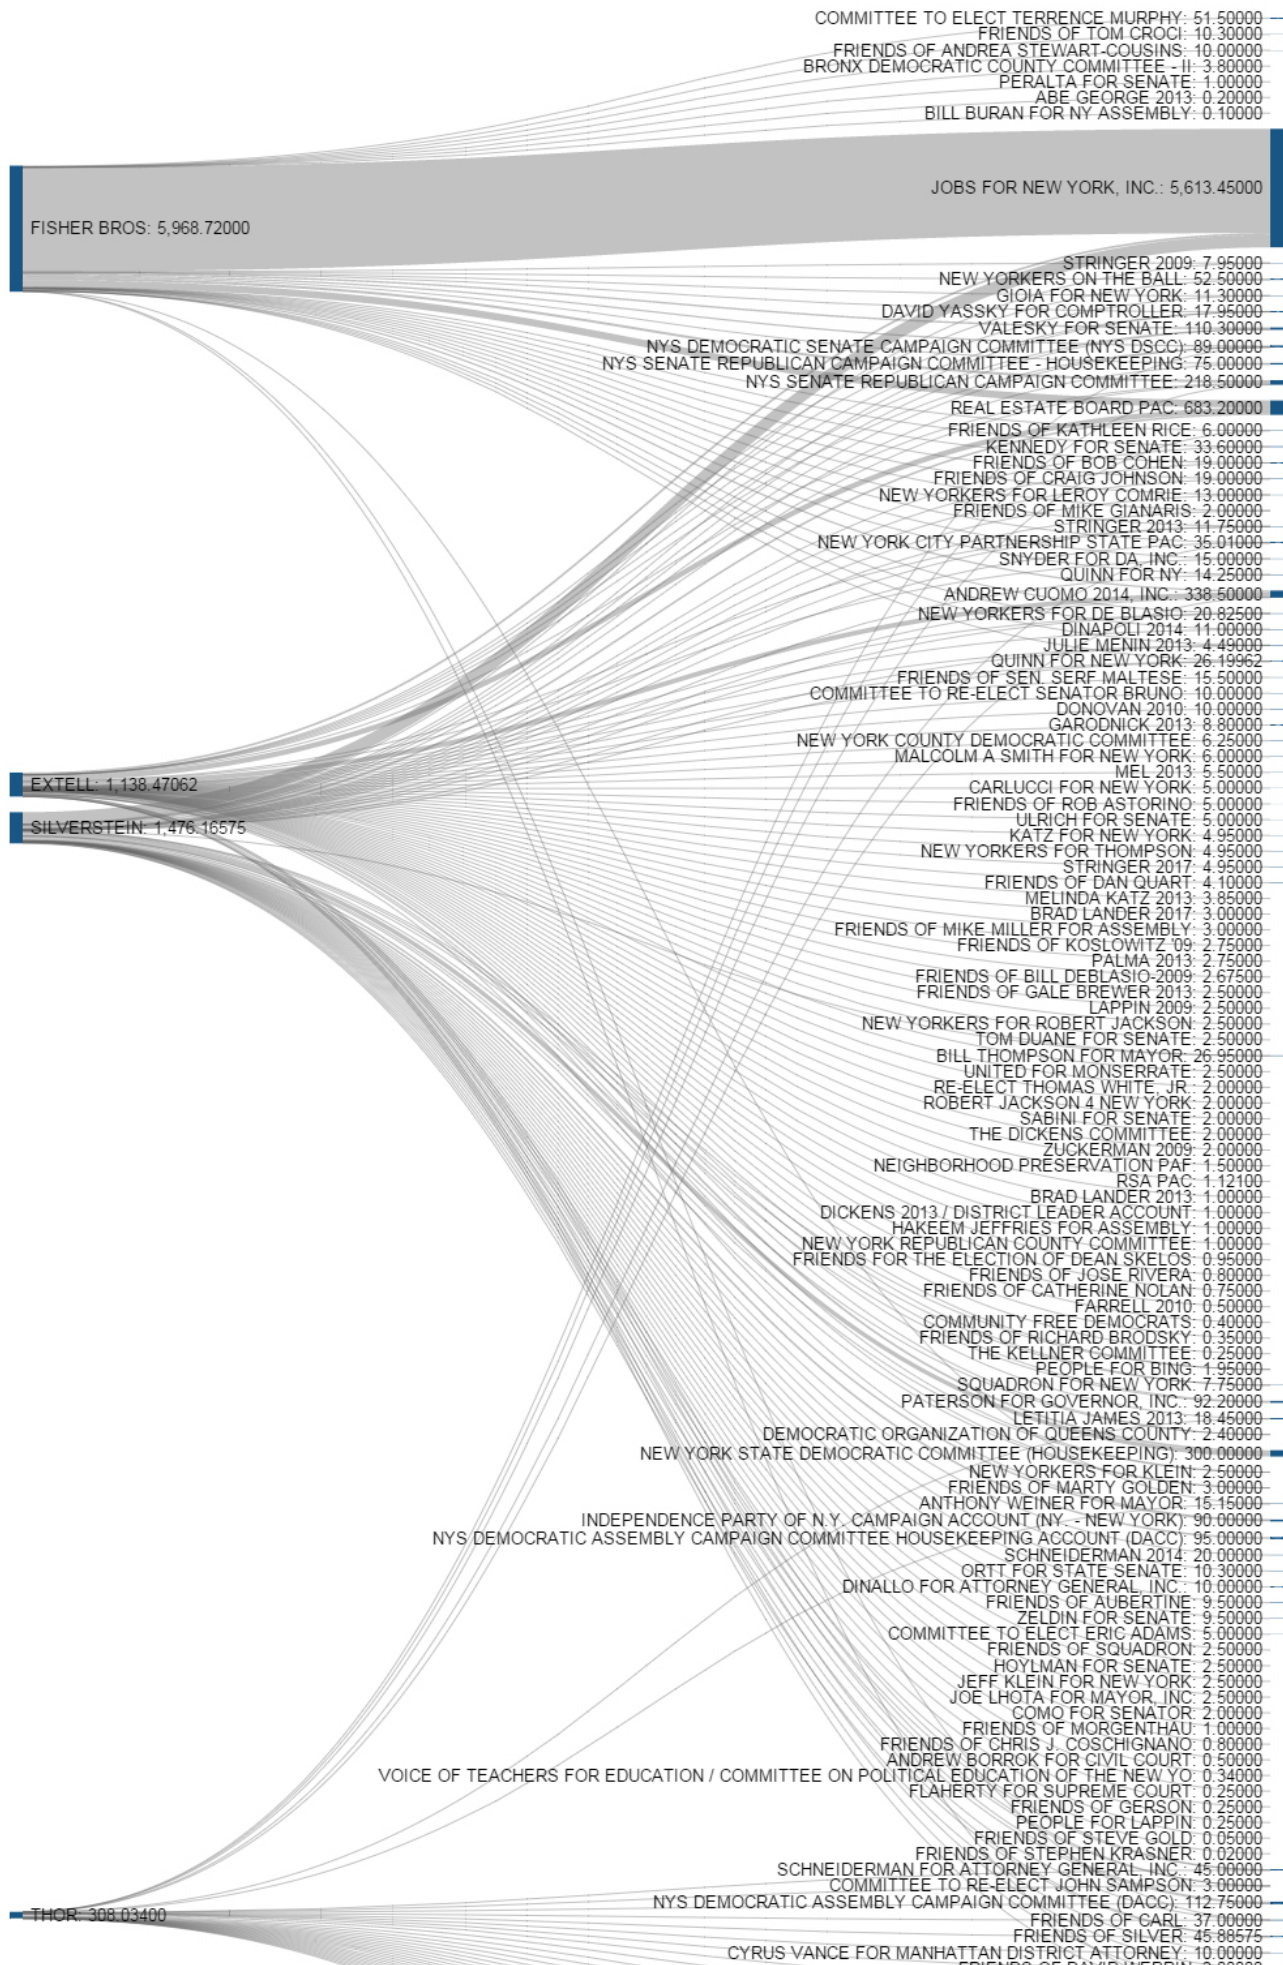 COMMITTEE TO ELECT TERRENCE MURPHY: 51.50000
FRIENDS OF TOM CROCI: 10.30000
FRIENDS OF ANDREA STEWART-COUSINS: 10.00000
BRONX DEMOCRATIC COUNTY COMMITTEE - II: 3.80000
PERALTA FOR SENATE: 1.00000
ABE GEORGE 2013: 0.20000
BILL BURAN FOR NY ASSEMBLY: 0.10000
JOBS FOR NEW YORK, INC.: 5,613.45000
FISHER BROS: 5,968.72000
STRINGER 2009: 7.95000
NEW YORKERS ON THE BALL: 52.50000
GIOIA FOR NEW YORK: 11.30000
DAVID YASSKY FOR COMPTROLLER: 17.95000
VALESKY FOR SENATE: 110.30000
NYS DEMOCRATIC SENATE CAMPAIGN COMMITTEE (NYS DSCC): 89.00000
NYS SENATE REPUBLICAN CAMPAIGN COMMITTEE - HOUSEKEEPING: 75.00000
NYS SENATE REPUBLICAN CAMPAIGN COMMITTEE: 218.50000
REAL ESTATE BOARD PAC: 683.20000
FRIENDS OF KATHLEEN RICE: 6.00000
KENNEDY FOR SENATE: 33.60000
FRIENDS OF BOB COHEN: 19.00000
FRIENDS OF CRAIG JOHNSON: 19.00000
NEW YORKERS FOR LEROY COMRIE: 13.00000
FRIENDS OF MIKE GIANARIS: 2.00000
STRINGER 2013: 11.75000
NEW YORK CITY PARTNERSHIP STATE PAC: 35.01000
SNYDER FOR DA, INC.: 15.00000
QUINN FOR NY: 14.25000
ANDREW CUOMO 2014, INC.: 338.50000
NEW YORKERS FOR DE BLASIO: 20.82500
DINAPOLI 2014: 11.00000
JULIE MENIN 2013: 4.49000
QUINN FOR NEW YORK: 26.19962
FRIENDS OF SEN. SERF MALTESE: 15.50000
COMMITTEE TO RE-ELECT SENATOR BRUNO: 10.00000
DONOVAN 2010: 10.00000
GARODNICK 2013: 8.80000
NEW YORK COUNTY DEMOCRATIC COMMITTEE: 6.25000
MALCOLM A SMITH FOR NEW YORK: 6.00000
MEL 2013: 5.50000
EXTELL: 1,138.47062
CARLUCCI FOR NEW YORK: 5.00000
FRIENDS OF ROB ASTORINO: 5.00000
ULRICH FOR SENATE: 5.00000
SILVERSTEIN: 1,476.16575
KATZ FOR NEW YORK: 4.95000
NEW YORKERS FOR THOMPSON: 4.95000
STRINGER 2017: 4.95000
FRIENDS OF DAN QUART: 4.10000
MELINDA KATZ 2013: 3.85000
BRAD LANDER 2017: 3.00000
FRIENDS OF MIKE MILLER FOR ASSEMBLY: 3.00000
FRIENDS OF KOSLOWITZ '09: 2.75000
PALMA 2013: 2.75000
FRIENDS OF BILL DEBLASIO-2009: 2.67500
FRIENDS OF GALE BREWER 2013: 2.50000
LAPPIN 2009: 2.50000
NEW YORKERS FOR ROBERT JACKSON: 2.50000
TOM DUANE FOR SENATE: 2.50000
BILL THOMPSON FOR MAYOR: 26.95000
UNITED FOR MONSERRATE: 2.50000
RE-ELECT THOMAS WHITE, JR.: 2.00000
ROBERT JACKSON 4 NEW YORK: 2.00000
SABINI FOR SENATE: 2.00000
THE DICKENS COMMITTEE: 2.00000
ZUCKERMAN 2009: 2.00000
NEIGHBORHOOD PRESERVATION PAF: 1.50000
RSA PAC: 1.12100
BRAD LANDER 2013: 1.00000
DICKENS 2013 / DISTRICT LEADER ACCOUNT: 1.00000
HAKEEM JEFFRIES FOR ASSEMBLY: 1.00000
NEW YORK REPUBLICAN COUNTY COMMITTEE: 1.00000
FRIENDS FOR THE ELECTION OF DEAN SKELOS: 0.95000
FRIENDS OF JOSE RIVERA: 0.80000
FRIENDS OF CATHERINE NOLAN: 0.75000
FARRELL 2010: 0.50000
COMMUNITY FREE DEMOCRATS: 0.40000
FRIENDS OF RICHARD BRODSKY: 0.35000
THE KELLNER COMMITTEE: 0.25000
PEOPLE FOR BING: 1.95000
SQUADRON FOR NEW YORK: 7.75000
PATERSON FOR GOVERNOR, INC.: 92.20000
LETITIA JAMES 2013: 18.45000
DEMOCRATIC ORGANIZATION OF QUEENS COUNTY: 2.40000
NEW YORK STATE DEMOCRATIC COMMITTEE (HOUSEKEEPING): 300.00000
NEW YORKERS FOR KLEIN: 2.50000
FRIENDS OF MARTY GOLDEN: 3.00000
ANTHONY WEINER FOR MAYOR: 15.15000
INDEPENDENCE PARTY OF N.Y. CAMPAIGN ACCOUNT (NY. - NEW YORK): 90.00000
NYS DEMOCRATIC ASSEMBLY CAMPAIGN COMMITTEE HOUSEKEEPING ACCOUNT (DACC): 95.00000
SCHNEIDERMAN 2014: 20.00000
ORTT FOR STATE SENATE: 10.30000
DINALLO FOR ATTORNEY GENERAL, INC.: 10.00000
FRIENDS OF AUBERTINE: 9.50000
ZELDIN FOR SENATE: 9.50000
COMMITTEE TO ELECT ERIC ADAMS: 5.00000
FRIENDS OF SQUADRON: 2.50000
HOYLMAN FOR SENATE: 2.50000
JEFF KLEIN FOR NEW YORK: 2.50000
JOE LHOTA FOR MAYOR, INC: 2.50000
COMO FOR SENATOR: 2.00000
FRIENDS OF MORGENTHAU: 1.00000
FRIENDS OF CHRIS J. COSCHIGNANO: 0.80000
ANDREW BORROK FOR CIVIL COURT: 0.50000
VOICE OF TEACHERS FOR EDUCATION / COMMITTEE ON POLITICAL EDUCATION OF THE NEW YO: 0.34000
FLAHERTY FOR SUPREME COURT: 0.25000
FRIENDS OF GERSON: 0.25000
PEOPLE FOR LAPPIN: 0.25000
FRIENDS OF STEVE GOLD: 0.05000
FRIENDS OF STEPHEN KRASNER: 0.02000
SCHNEIDERMAN FOR ATTORNEY GENERAL, INC.: 45.00000
COMMITTEE TO RE-ELECT JOHN SAMPSON: 3.00000
NYS DEMOCRATIC ASSEMBLY CAMPAIGN COMMITTEE (DACC): 112.75000
THOR: 308.03400
FRIENDS OF CARL: 37.00000
FRIENDS OF SILVER: 45.88575
CYRUS VANCE FOR MANHATTAN DISTRICT ATTORNEY: 10.00000